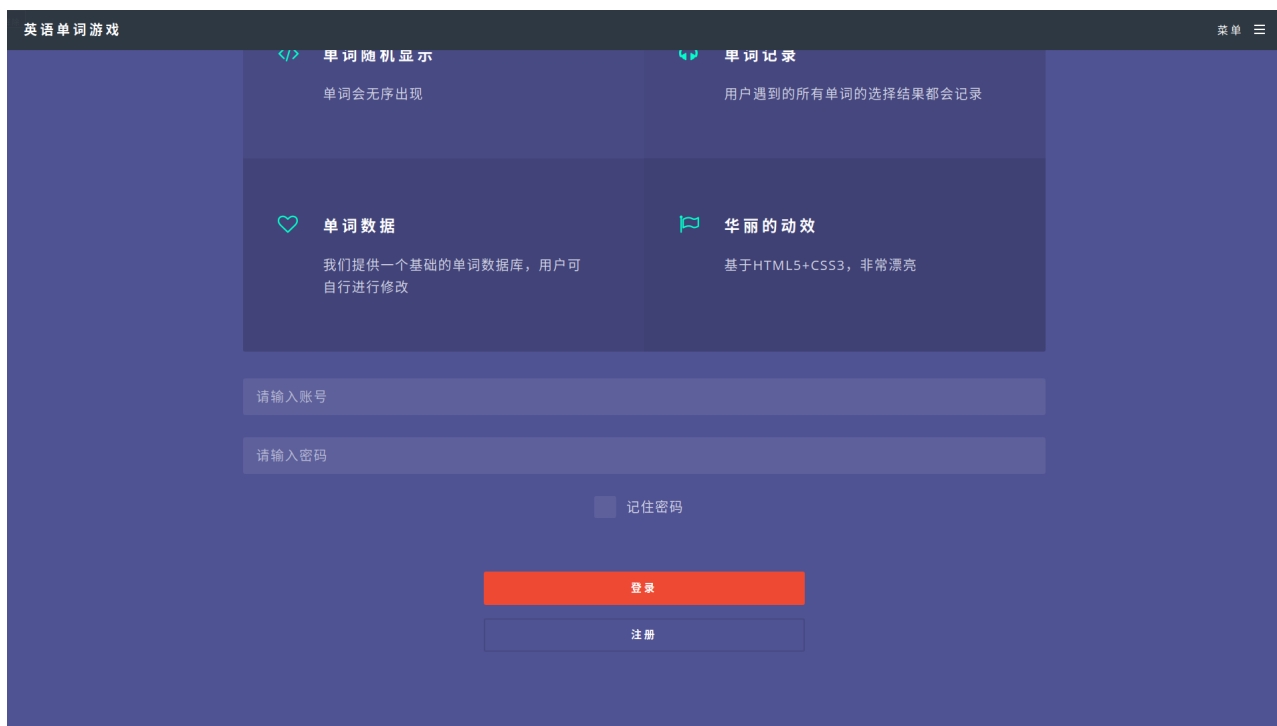 英语单词游戏
菜单
单词随机显示
单词会无序出现
单词记录
用户遇到的所有单词的选择结果都会记录
单词数据
我们提供一个基础的单词数据库，用户可
自行进行修改
华丽的动效
基于HTML5+CSS3，非常漂亮
请输入账号
请输入密码
记住密码
登录
注册